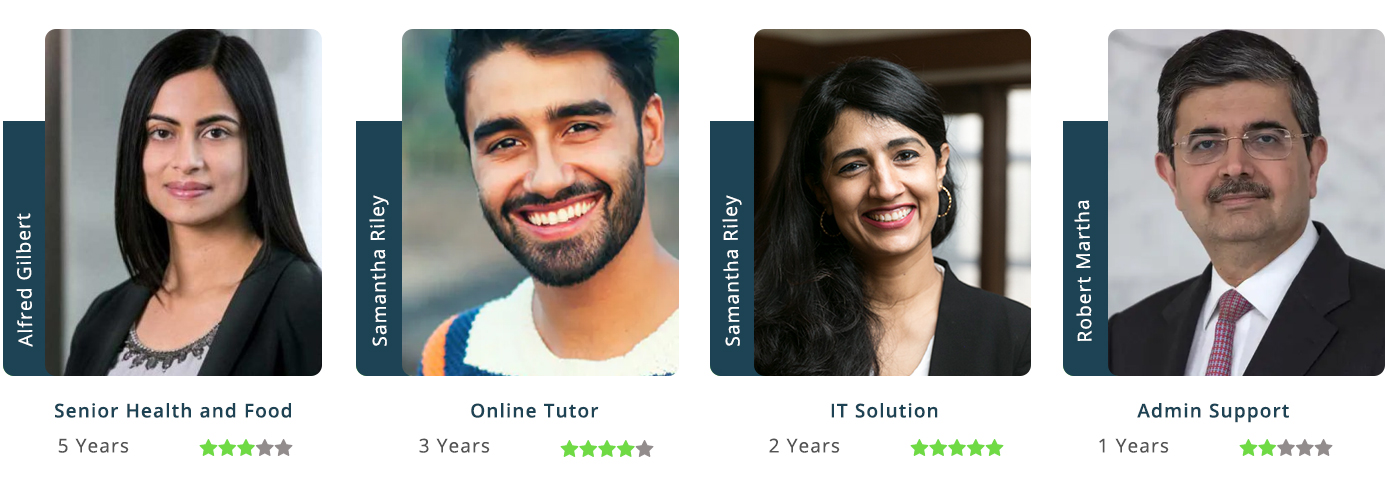 Alfred Gilbert
Senior Health and Food
5 Years
Samantha Riley
Online Tutor
3 Years
Samantha Riley
IT Solution
2 Years
Robert Martha
Admin Support
1 Years